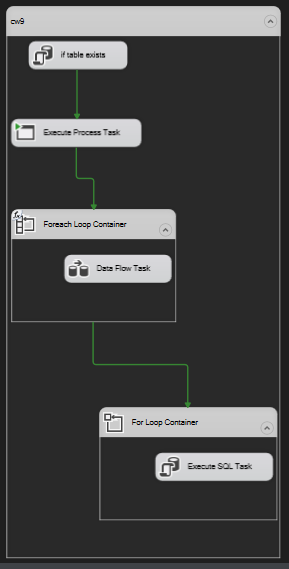 cw9
if table exists
Execute Process Task
Foreach Loop Container
Data Flow Task
For Loop Container
Execute SQL Task